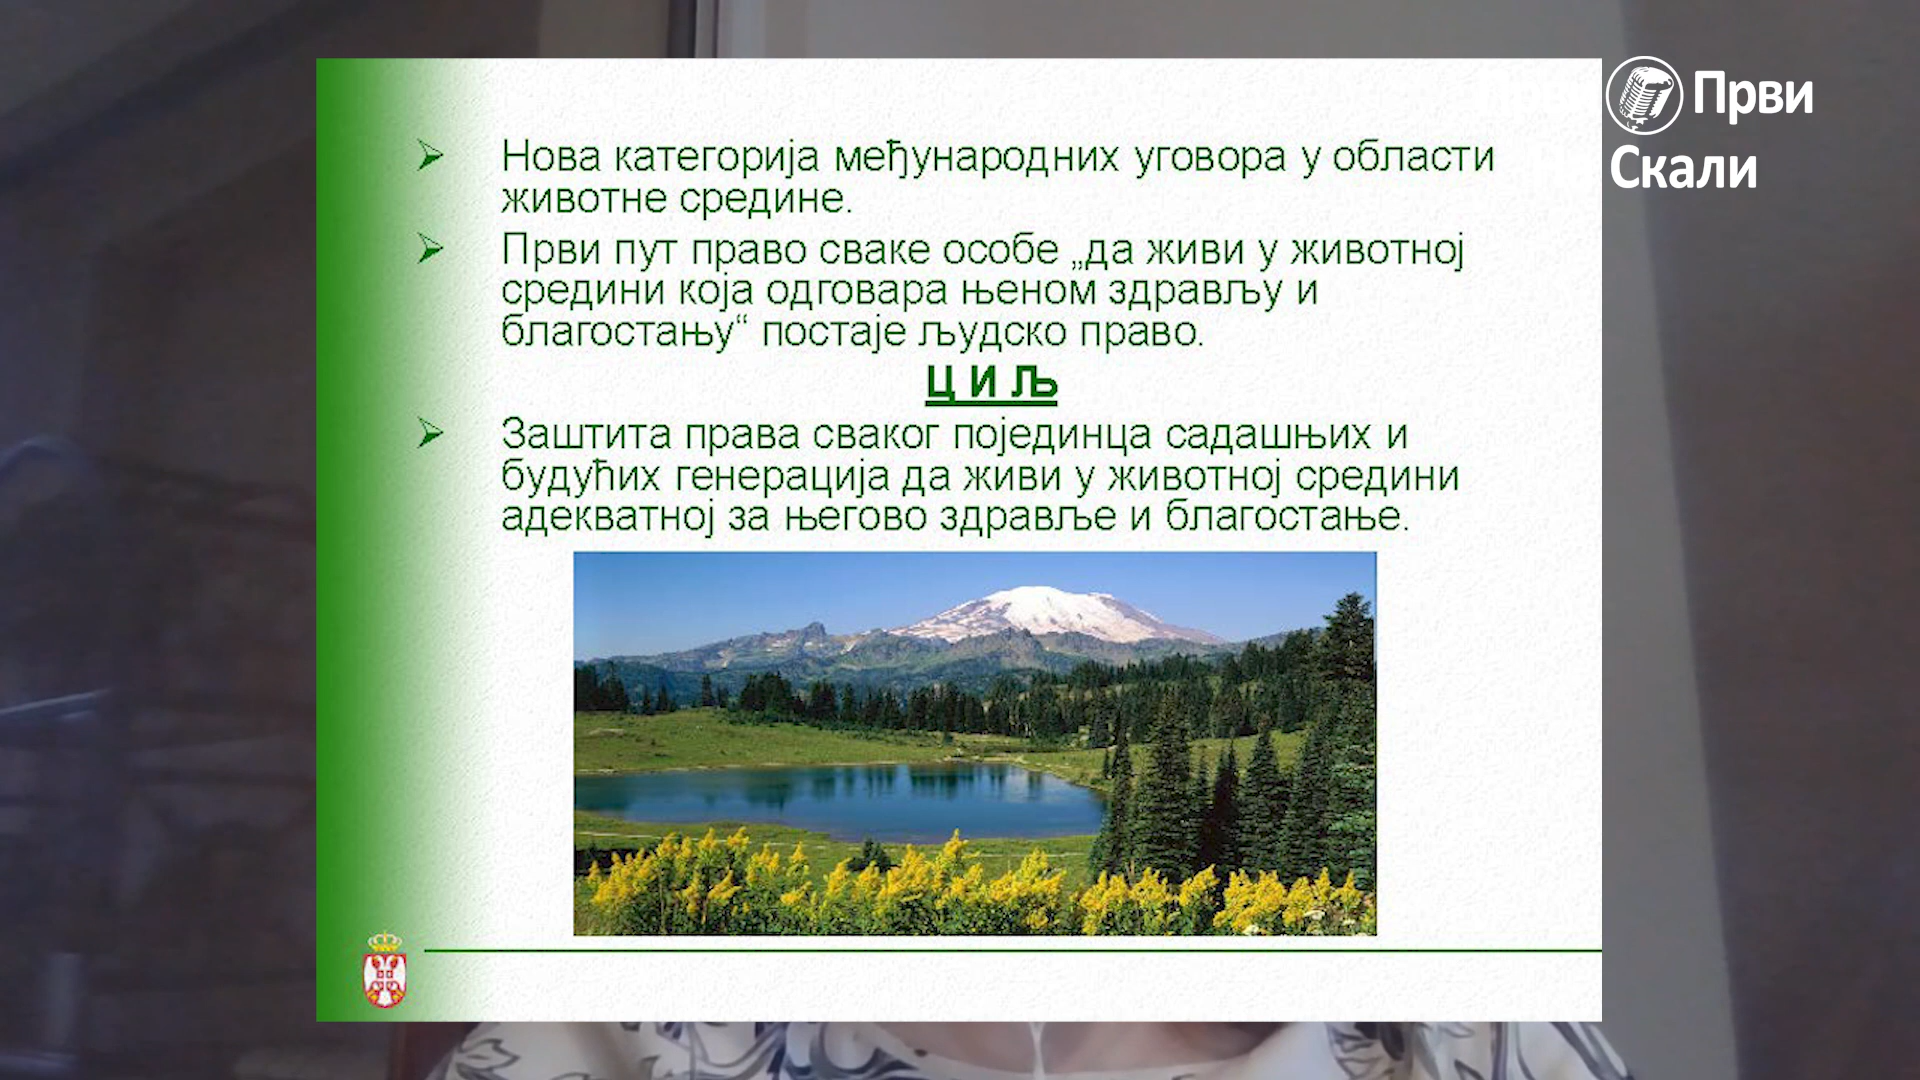 Први
Скали
Нова категорија међународних уговора у области
животне средине.
Први пут право сваке особе „да живи у животној
средини која одговара њеном здрављу и
благостању“ постаје људско право.
Ц И Љ
Заштита права сваког појединца садашњих и
будућих генерација да живи у животној средини
адекватној за његово здравље и благостање.